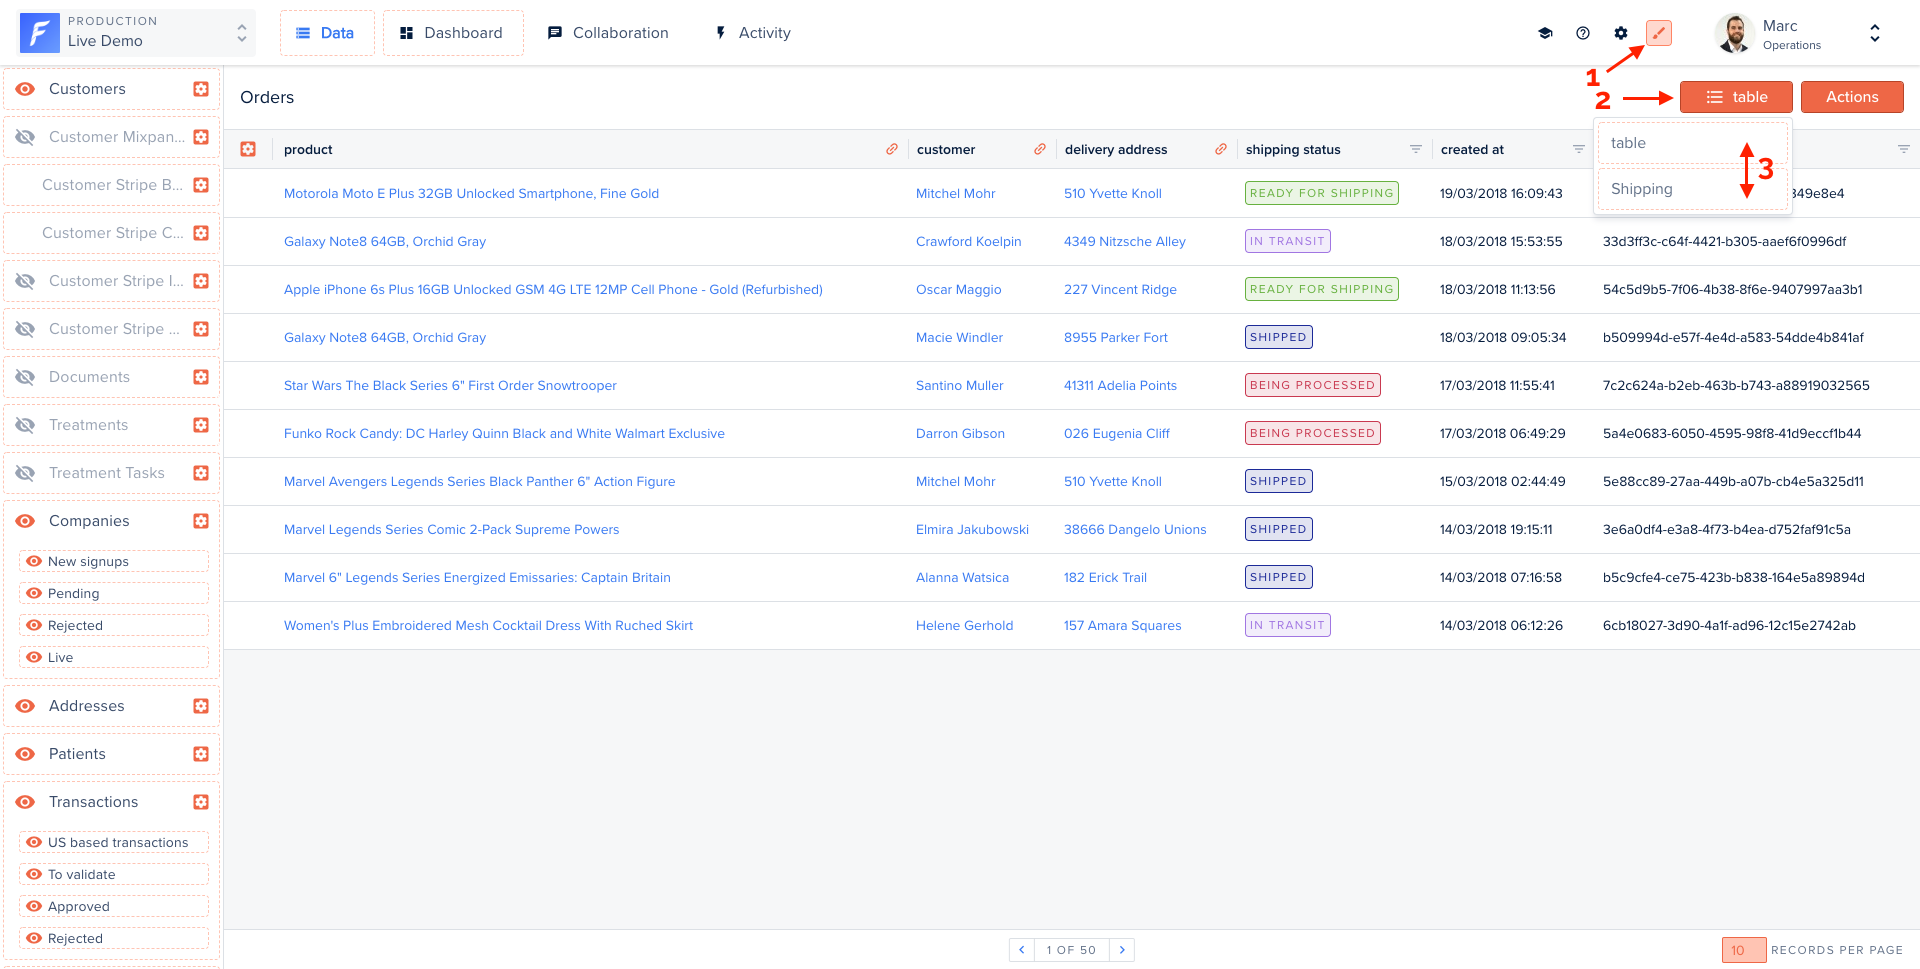 PRODUCTION
Live Demo
Data
Dashboard
Collaboration
Activity
Marc
Operations
1
2
3
Customers
Customer Mixpan...
Customer Stripe B...
Customer Stripe C...
Customer Stripe I...
Customer Stripe ...
Documents
Treatments
Treatment Tasks
Companies
New signups
Pending
Rejected
Live
Addresses
Patients
Transactions
US based transactions
To validate
Approved
Rejected
Orders
table
Actions
table
Shipping
product customer delivery address shipping status created at
Motorola Moto E Plus 32GB Unlocked Smartphone, Fine Gold Mitchel Mohr 510 Yvette Knoll READY FOR SHIPPING 19/03/2018 16:09:43 349e8e4
Galaxy Note8 64GB, Orchid Gray Crawford Koelpin 4349 Nitzsche Alley IN TRANSIT 18/03/2018 15:53:55 33d3ff3c-c64f-4421-b305-aaef6f0996df
Apple iPhone 6s Plus 16GB Unlocked GSM 4G LTE 12MP Cell Phone - Gold (Refurbished) Oscar Maggio 227 Vincent Ridge READY FOR SHIPPING 18/03/2018 11:13:56 54c5d9b5-7f06-4b38-8f6e-9407997aa3b1
Galaxy Note8 64GB, Orchid Gray Macie Windler 8955 Parker Fort SHIPPED 18/03/2018 09:05:34 b509994d-e57f-4e4d-a583-54dde4b841af
Star Wars The Black Series 6" First Order Snowtrooper Santino Muller 41311 Adelia Points BEING PROCESSED 17/03/2018 11:55:41 7c2c624a-b2eb-463b-b743-a88919032565
Funko Rock Candy: DC Harley Quinn Black and White Walmart Exclusive Darron Gibson 026 Eugenia Cliff BEING PROCESSED 17/03/2018 06:49:29 5a4e0683-6050-4595-98f8-41d9eccf1b44
Marvel Avengers Legends Series Black Panther 6" Action Figure Mitchel Mohr 510 Yvette Knoll SHIPPED 15/03/2018 02:44:49 5e88cc89-27aa-449b-a07b-cb4e5a325d11
Marvel Legends Series Comic 2-Pack Supreme Powers Elmira Jakubowski 38666 Dangelo Unions SHIPPED 14/03/2018 19:15:11 3e6a0df4-e3a8-4f73-b4ea-d752faf91c5a
Marvel 6" Legends Series Energized Emissaries: Captain Britain Alanna Watsica 182 Erick Trail SHIPPED 14/03/2018 07:16:58 b5c9cfe4-ce75-423b-b838-164e5a89894d
Women's Plus Embroidered Mesh Cocktail Dress With Ruched Skirt Helene Gerhold 157 Amara Squares IN TRANSIT 14/03/2018 06:12:26 6cb18027-3d90-4a1f-ad96-12c15e2742ab
1 OF 50
10 RECORDS PER PAGE